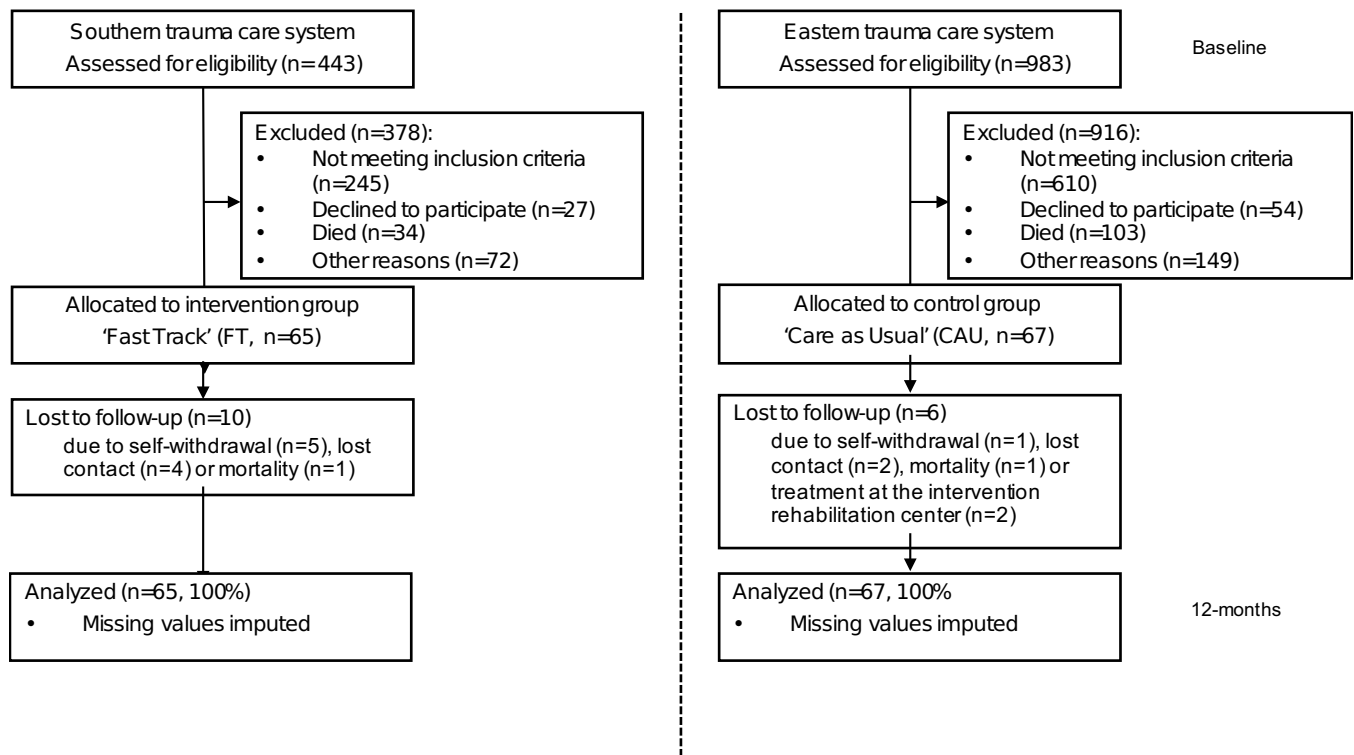 Southern trauma care system
Assessed for eligibility (n= 443)
Excluded (n=378):
• Not meeting inclusion criteria
(n=245)
• Declined to participate (n=27)
• Died (n=34)
• Other reasons (n=72)
Allocated to intervention group
‘Fast Track’ (FT, n=65)
Lost to follow-up (n=10)
due to self-withdrawal (n=5), lost
contact (n=4) or mortality (n=1)
Analyzed (n=65, 100%)
• Missing values imputed
Eastern trauma care system
Assessed for eligibility (n=983)
Baseline
Excluded (n=916):
• Not meeting inclusion criteria
(n=610)
• Declined to participate (n=54)
• Died (n=103)
• Other reasons (n=149)
Allocated to control group
‘Care as Usual’ (CAU, n=67)
Lost to follow-up (n=6)
due to self-withdrawal (n=1), lost
contact (n=2), mortality (n=1) or
treatment at the intervention
rehabilitation center (n=2)
Analyzed (n=67, 100%
• Missing values imputed
12-months